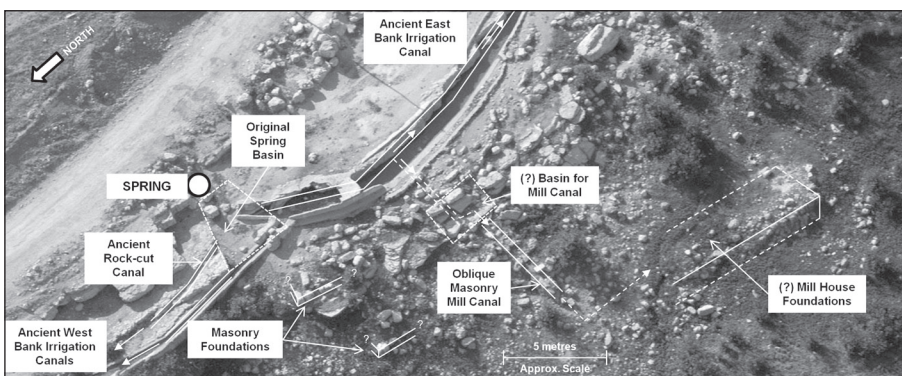 NORTH
Ancient East
Bank Irrigation
Canal
Original
Spring
Basin
SPRING
(?) Basin for
Mill Canal
Ancient
Rock-cut
Canal
Oblique
Masonry
Mill Canal
(?) Mill House
Foundations
Ancient West
Bank Irrigation
Canals
Masonry
Foundations
?
?
?
?
5 metres
Approx. Scale